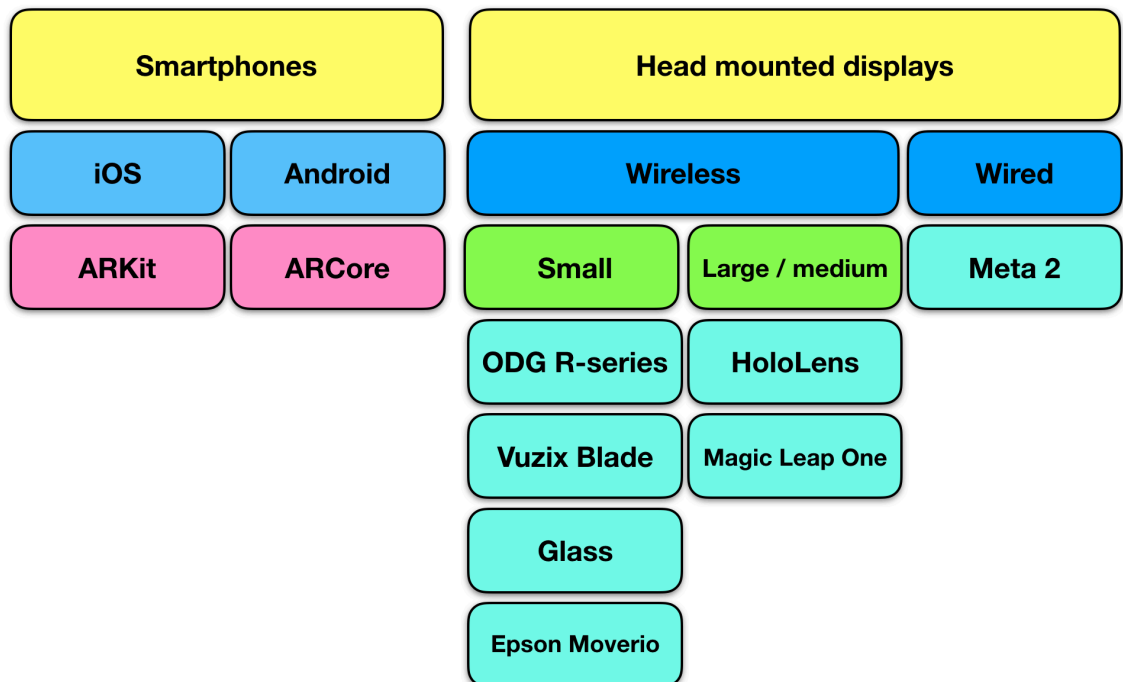 Smartphones
Head mounted displays
iOS
Android
Wireless
Wired
ARKit
ARCore
Small
Large / medium
Meta 2
ODG R-series
HoloLens
Vuzix Blade
Magic Leap One
Glass
Epson Moverio